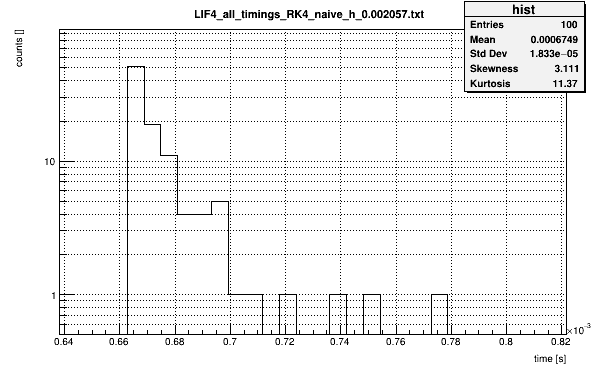 LIF4_all_timings_RK4_naive_h_0.002057.txt
hist
Entries 100
Mean 0.0006749
Std Dev 1.833e−05
Skewness 3.111
Kurtosis 11.37
counts []
10
1
0.64 0.66 0.68 0.7 0.72 0.74 0.76 0.78 0.8 0.82
×10⁻³
time [s]